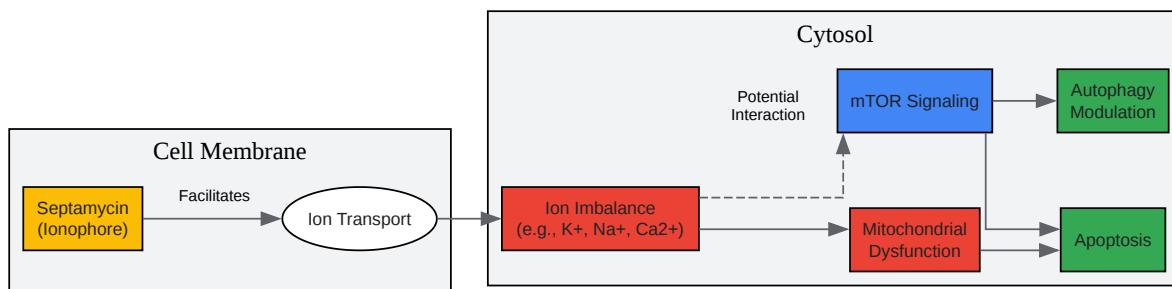 Cell Membrane
Septamycin
(Ionophore)
Facilitates
Ion Transport
Cytosol
Ion Imbalance
(e.g., K+, Na+, Ca2+)
Potential
Interaction
mTOR Signaling
Autophagy
Modulation
Mitochondrial
Dysfunction
Apoptosis